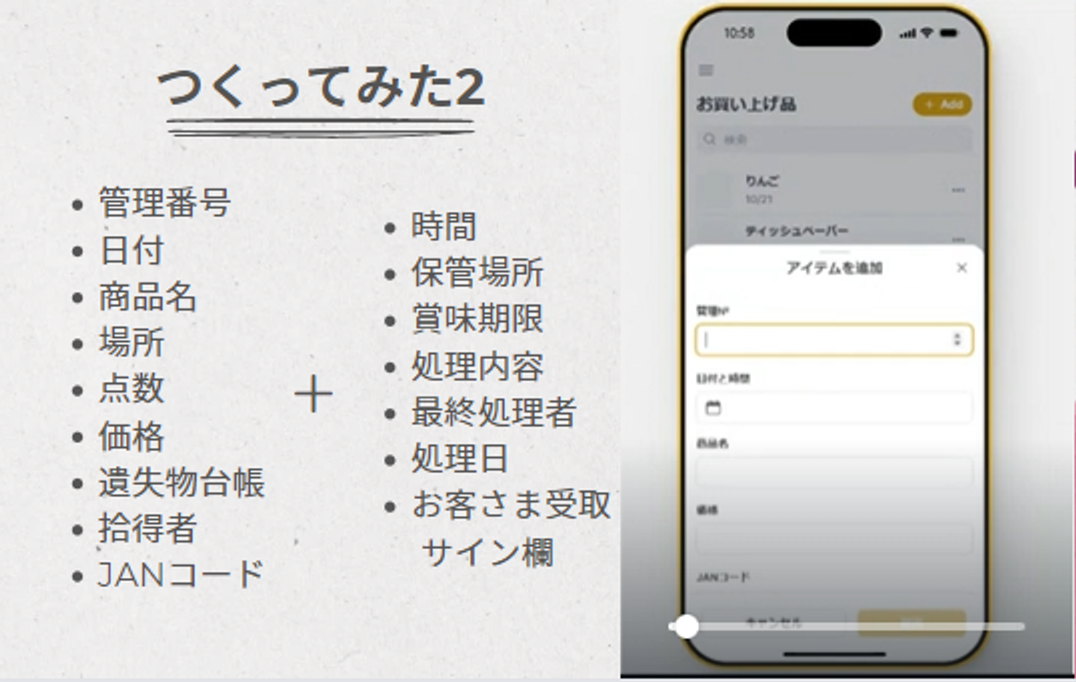 つくってみた2
管理番号
日付
商品名
場所
点数
価格
遺失物台帳
拾得者
JANコード
+
時間
保管場所
賞味期限
処理内容
最終処理者
処理日
お客さま受取
サイン欄
10:58
お買い上げ品
+ Add
検索
りんご
10/21
ティッシュペーパー
アイテムを追加
管理Nº
日付と時間
商品名
価格
JANコード
キャンセル